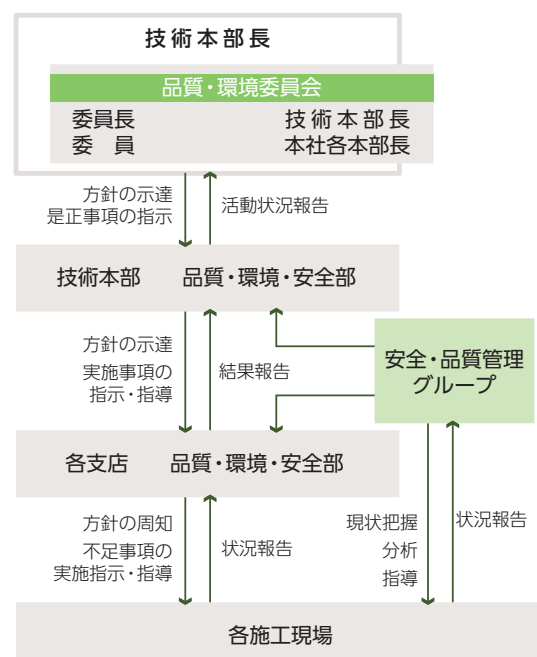 技術本部長
品質・環境委員会
委員長 技術本部長
委員 本社各本部長
方針の示達
是正事項の指示
活動状況報告
技術本部 品質・環境・安全部
方針の示達
実施事項の
指示・指導
結果報告
安全・品質管理
グループ
各支店 品質・環境・安全部
方針の周知
不足事項の
実施指示・指導
状況報告
現状把握
分析
指導
状況報告
各施工現場